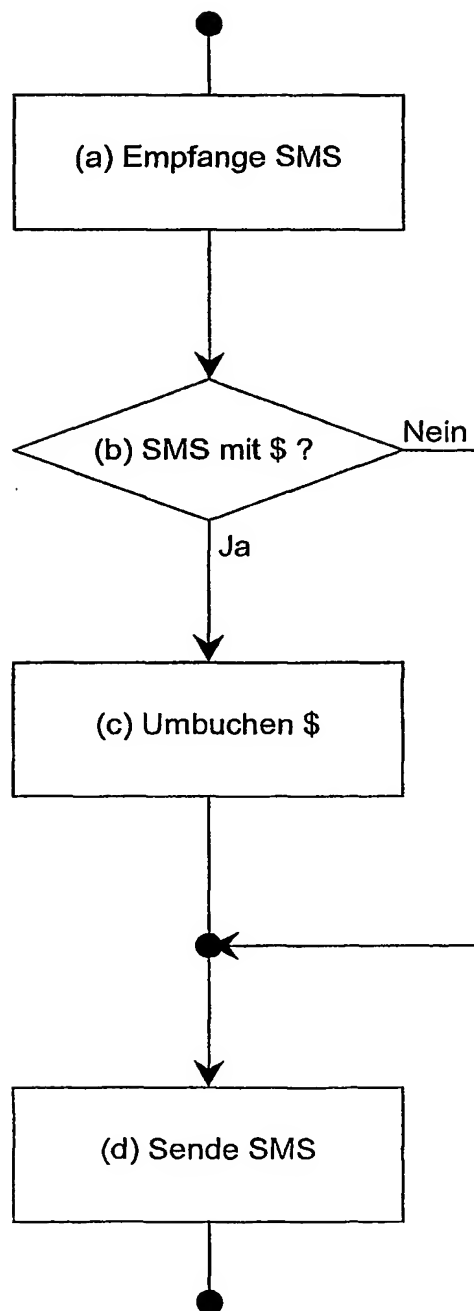 (a) Empfange SMS
(b) SMS mit $ ?
Nein
Ja
(c) Umbuchen $
(d) Sende SMS